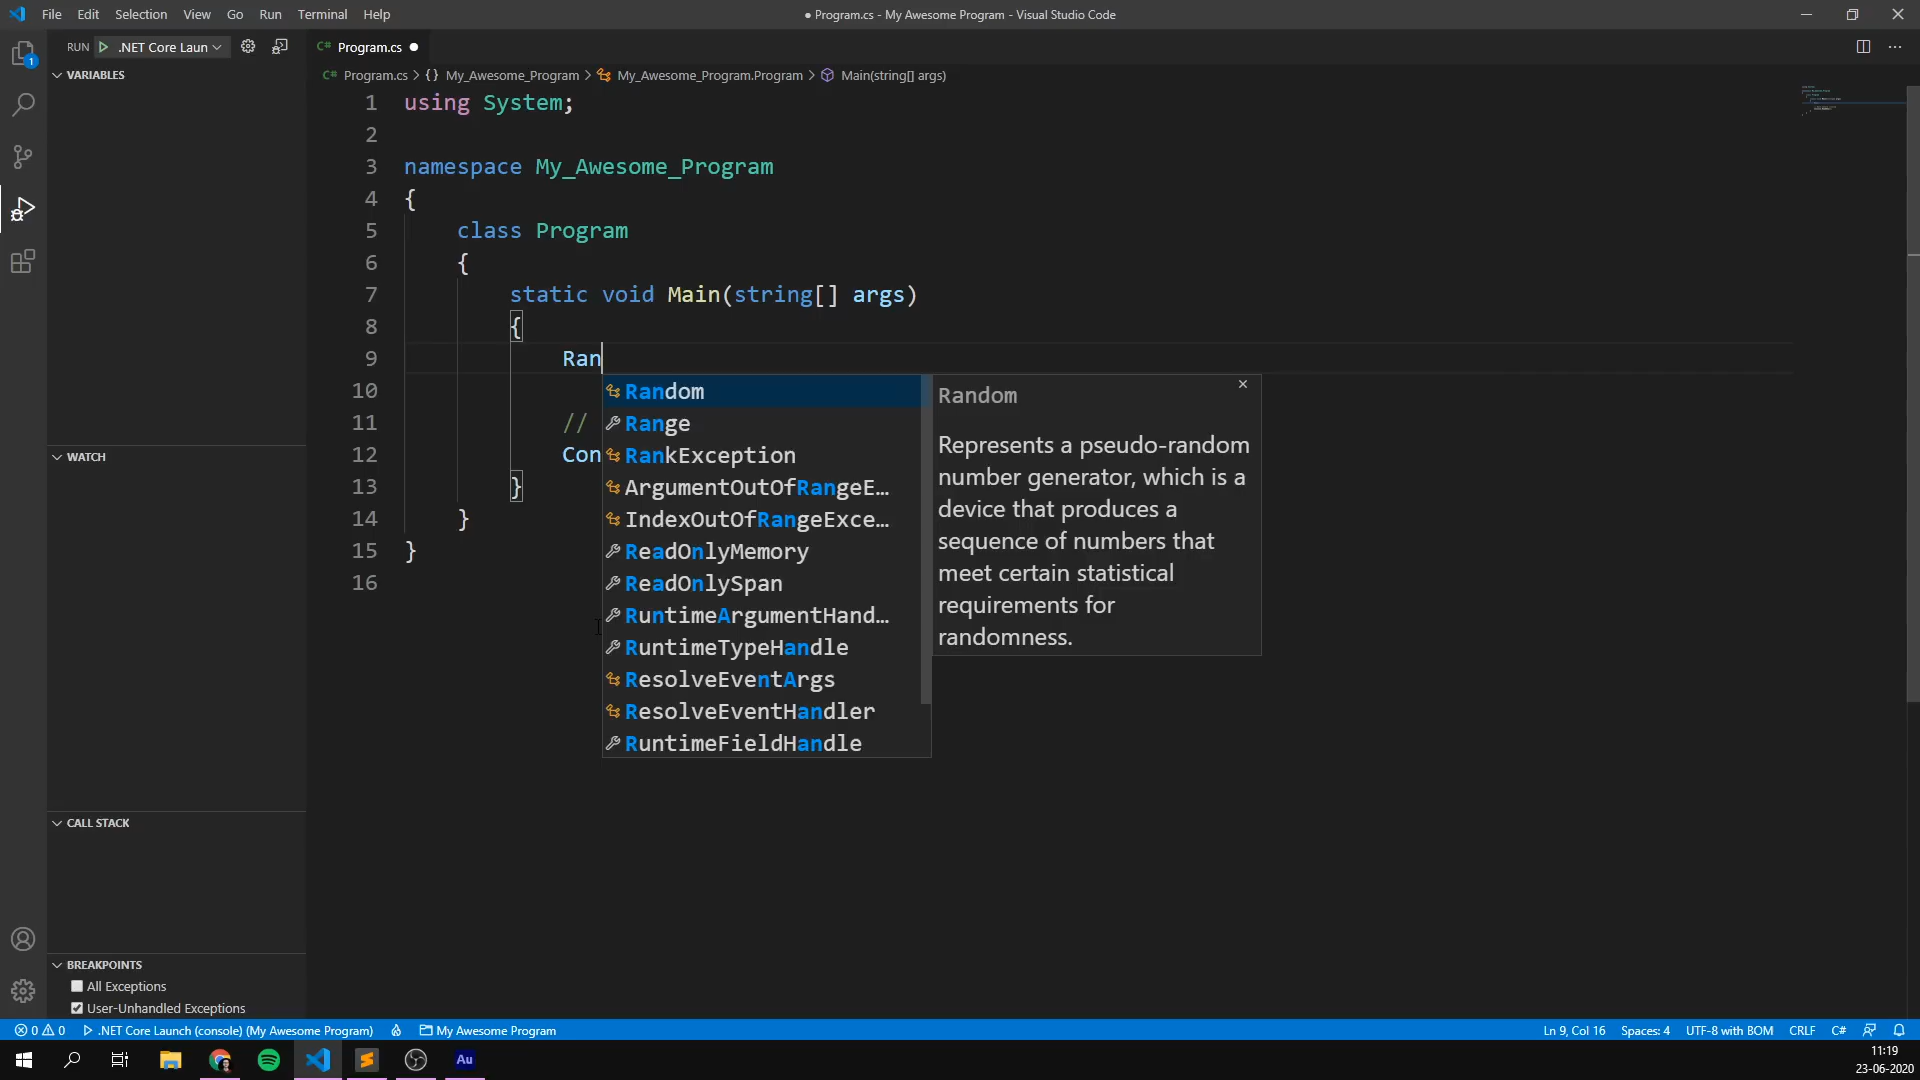 File Edit Selection View Go Run Terminal Help
● Program.cs - My Awesome Program - Visual Studio Code
RUN .NET Core Laun
C# Program.cs ●
VARIABLES
C# Program.cs > {} My_Awesome_Program > My_Awesome_Program.Program > Main(string[] args)
1 using System;
2
3 namespace My_Awesome_Program
4 {
5 class Program
6 {
7 static void Main(string[] args)
8 {
9 Ran
10
11 //
12 Con
13 }
14 }
15 }
16
Random
Range
RankException
ArgumentOutOfRangeE...
IndexOutOfRangeExce...
ReadOnlyMemory
ReadOnlySpan
RuntimeArgumentHand...
RuntimeTypeHandle
ResolveEventArgs
ResolveEventHandler
RuntimeFieldHandle
Random
Represents a pseudo-random
number generator, which is a
device that produces a
sequence of numbers that
meet certain statistical
requirements for
randomness.
WATCH
CALL STACK
BREAKPOINTS
All Exceptions
User-Unhandled Exceptions
0 0 .NET Core Launch (console) (My Awesome Program) My Awesome Program
Ln 9, Col 16 Spaces: 4 UTF-8 with BOM CRLF C#
1
Au
11:19
23-06-2020